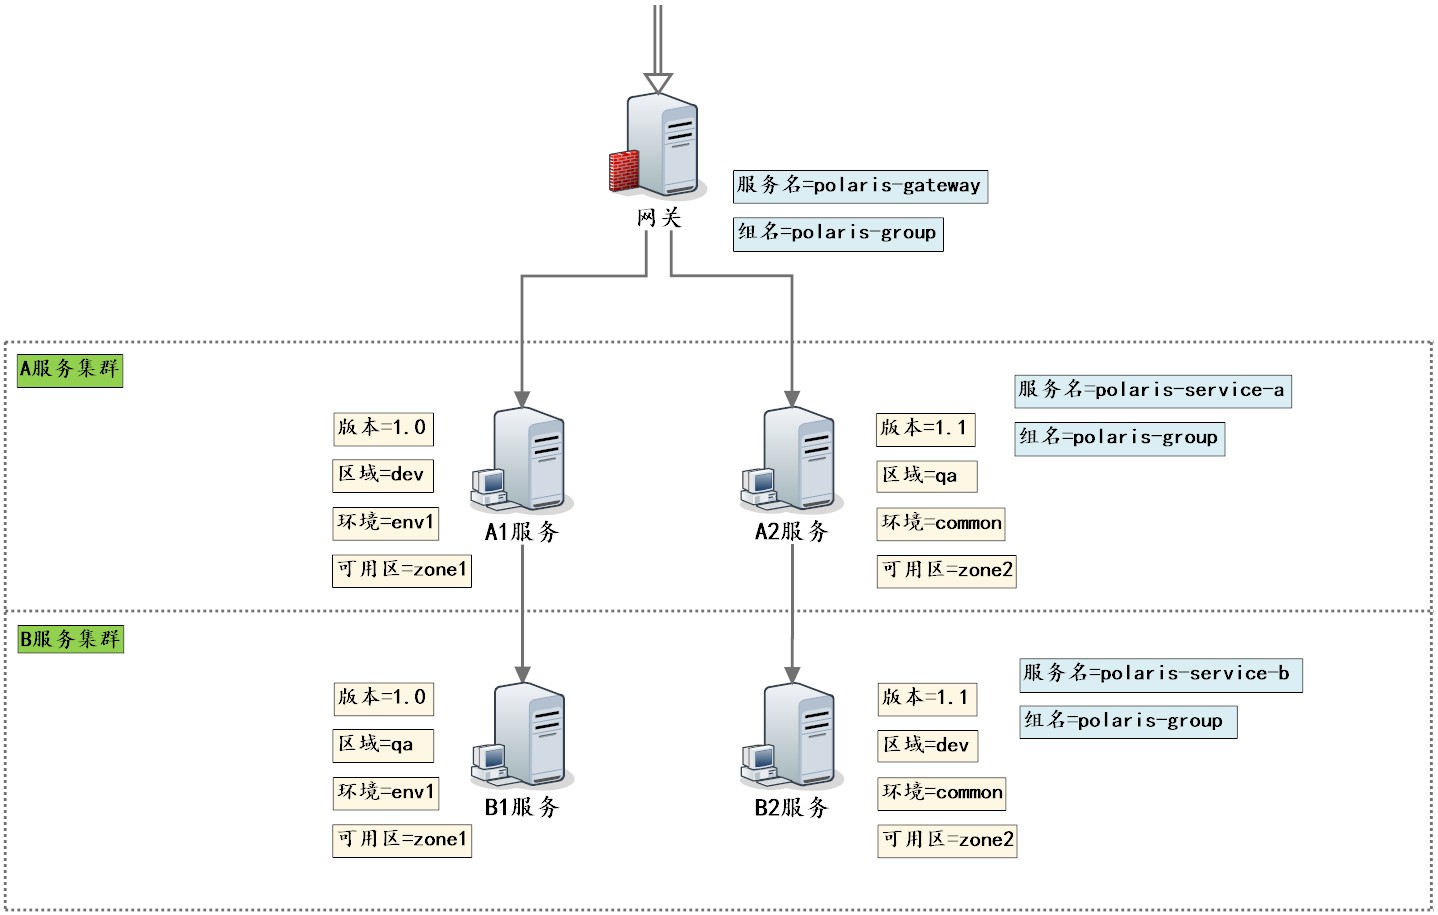 服务名=polaris-gateway
网关
组名=polaris-group
A服务集群
服务名=polaris-service-a
版本=1.0
版本=1.1
组名=polaris-group
区域=dev
区域=qa
环境=env1
环境=common
A1服务
A2服务
可用区=zone1
可用区=zone2
B服务集群
服务名=polaris-service-b
版本=1.0
版本=1.1
组名=polaris-group
区域=qa
区域=dev
环境=env1
环境=common
B1服务
B2服务
可用区=zone1
可用区=zone2